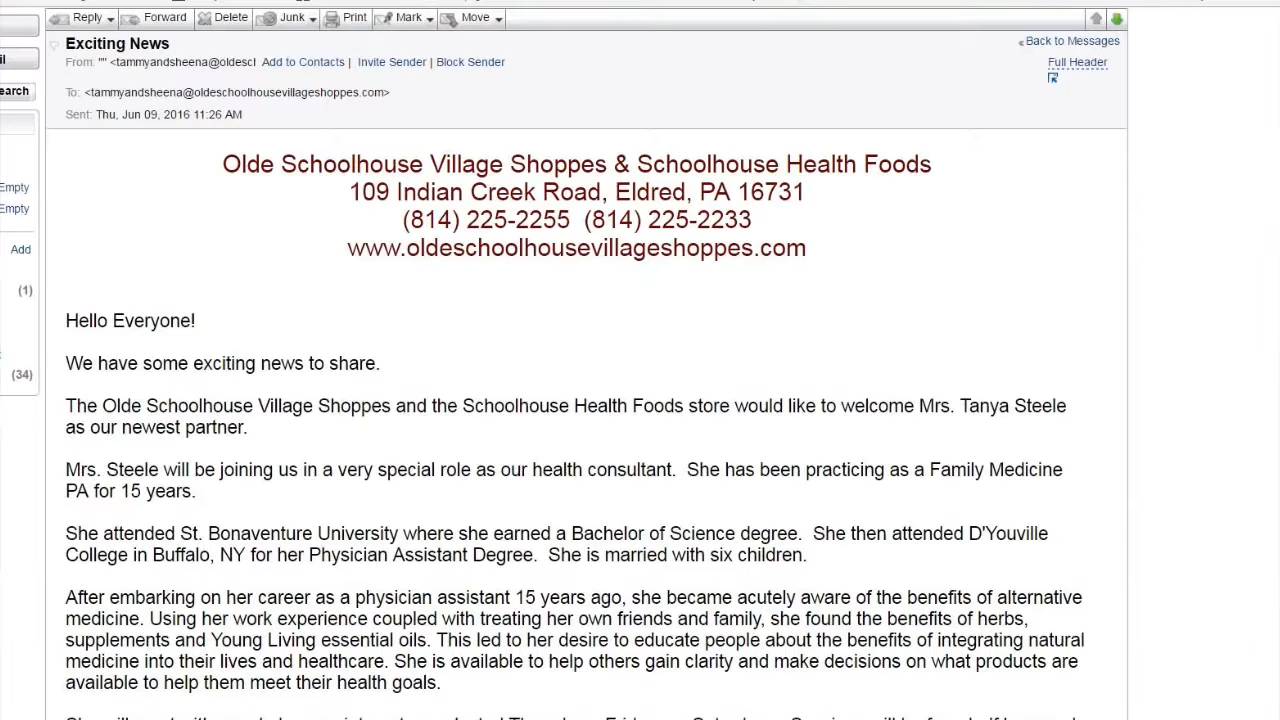 Reply Forward Delete Junk Print Mark Move
Exciting News
Back to Messages
From: "" <tammyandsheena@oldescl Add to Contacts | Invite Sender | Block Sender
Full Header
il
To: <tammyandsheena@oldeschoolhousevillageshoppes.com>
earch
Sent: Thu, Jun 09, 2016 11:26 AM
Olde Schoolhouse Village Shoppes & Schoolhouse Health Foods
Empty
109 Indian Creek Road, Eldred, PA 16731
Empty
(814) 225-2255 (814) 225-2233
Add
www.oldeschoolhousevillageshoppes.com
(1)
Hello Everyone!
We have some exciting news to share.
(34)
The Olde Schoolhouse Village Shoppes and the Schoolhouse Health Foods store would like to welcome Mrs. Tanya Steele
as our newest partner.
Mrs. Steele will be joining us in a very special role as our health consultant. She has been practicing as a Family Medicine
PA for 15 years.
She attended St. Bonaventure University where she earned a Bachelor of Science degree. She then attended D'Youville
College in Buffalo, NY for her Physician Assistant Degree. She is married with six children.
After embarking on her career as a physician assistant 15 years ago, she became acutely aware of the benefits of alternative
medicine. Using her work experience coupled with treating her own friends and family, she found the benefits of herbs,
supplements and Young Living essential oils. This led to her desire to educate people about the benefits of integrating natural
medicine into their lives and healthcare. She is available to help others gain clarity and make decisions on what products are
available to help them meet their health goals.